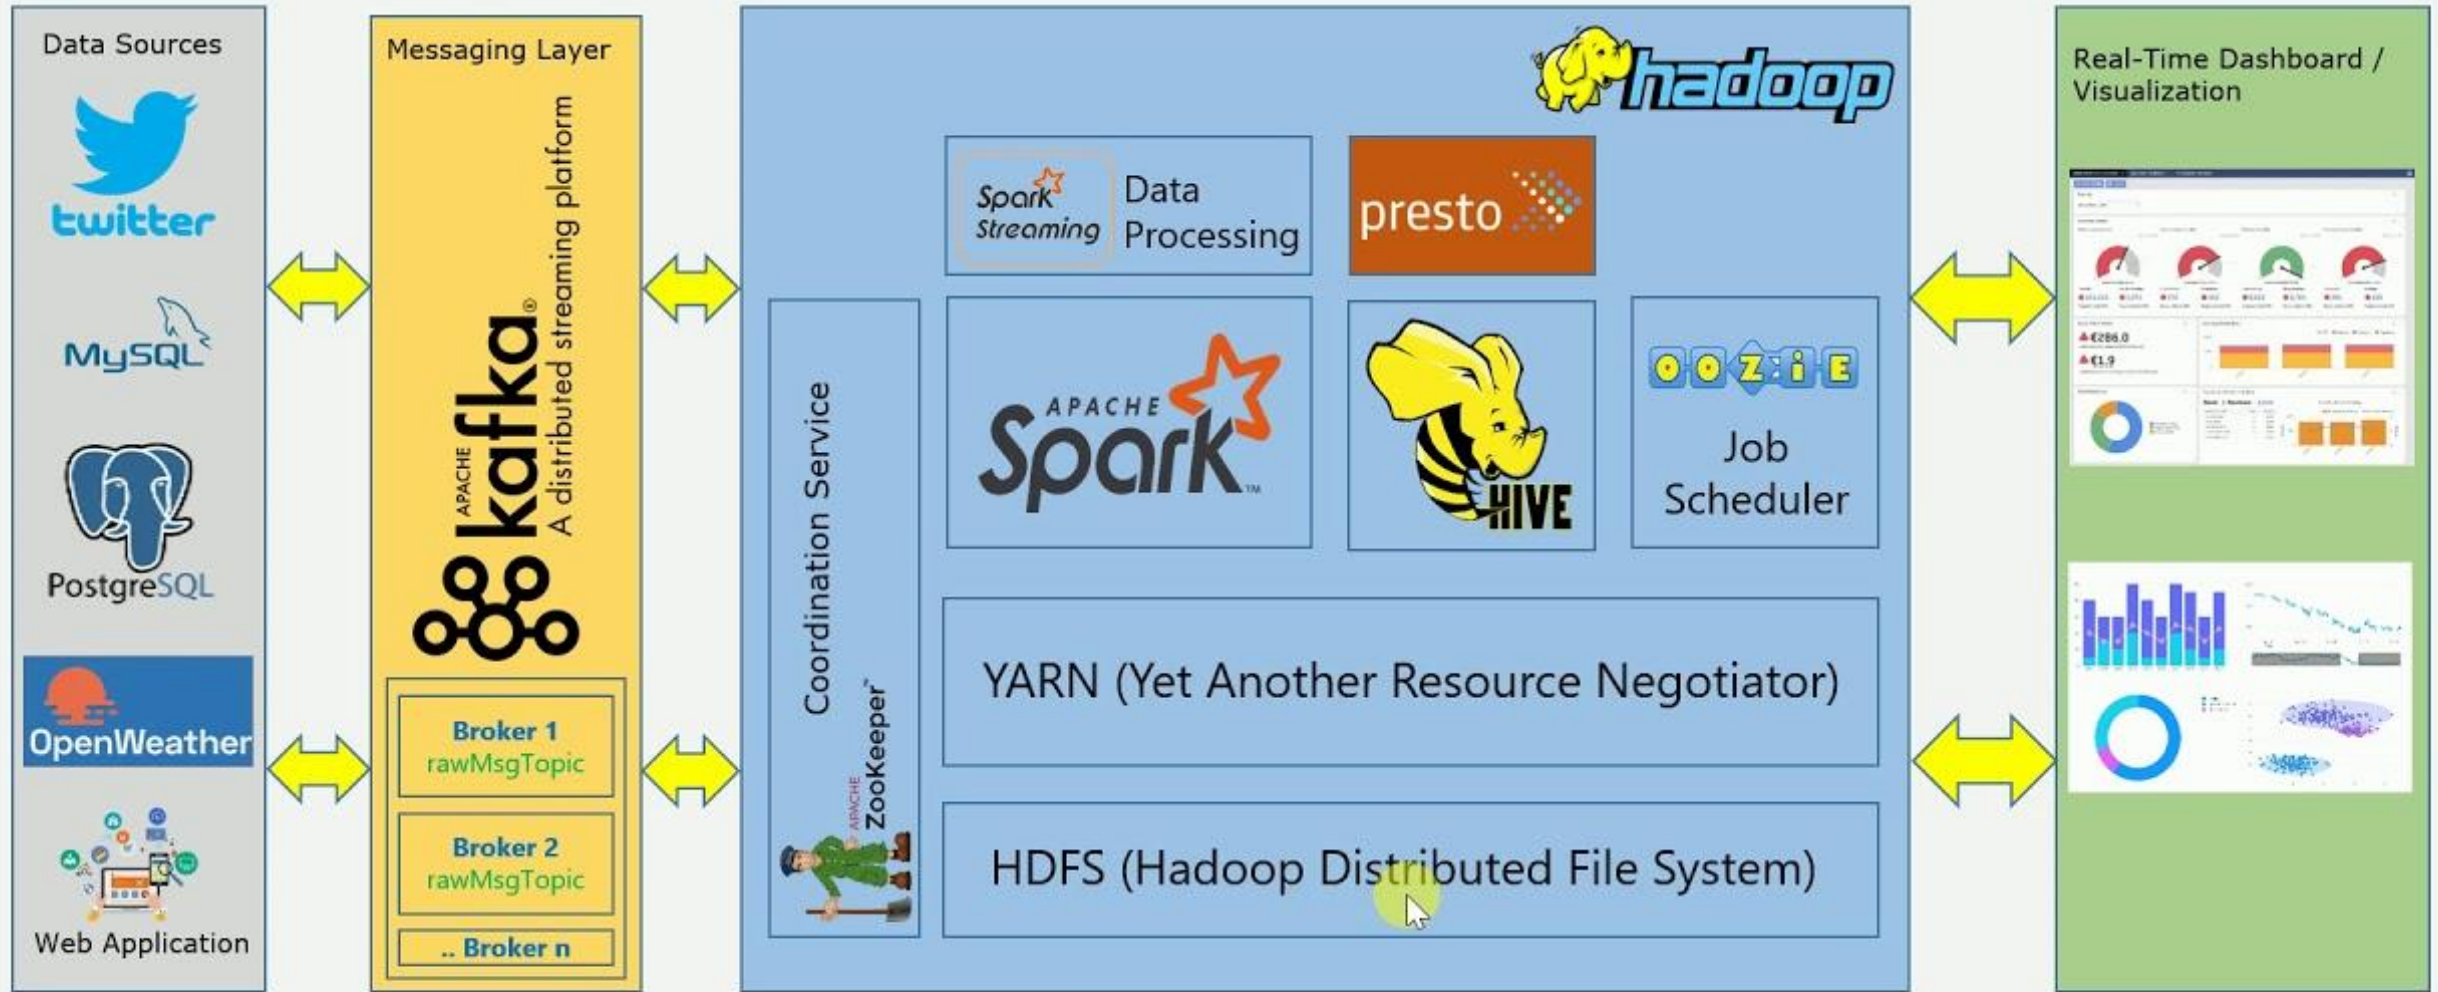 Data Sources
twitter
MySQL
PostgreSQL
OpenWeather
Web Application
Messaging Layer
APACHE
kafka®
A distributed streaming platform
Broker 1
rawMsgTopic
Broker 2
rawMsgTopic
.. Broker n
hadoop
Spark
Streaming
Data
Processing
presto
Coordination Service
APACHE
ZooKeeper™
APACHE
Spark™
HIVE
OOZiE
Job
Scheduler
YARN (Yet Another Resource Negotiator)
HDFS (Hadoop Distributed File System)
Real-Time Dashboard /
Visualization
€286.0
€1.9